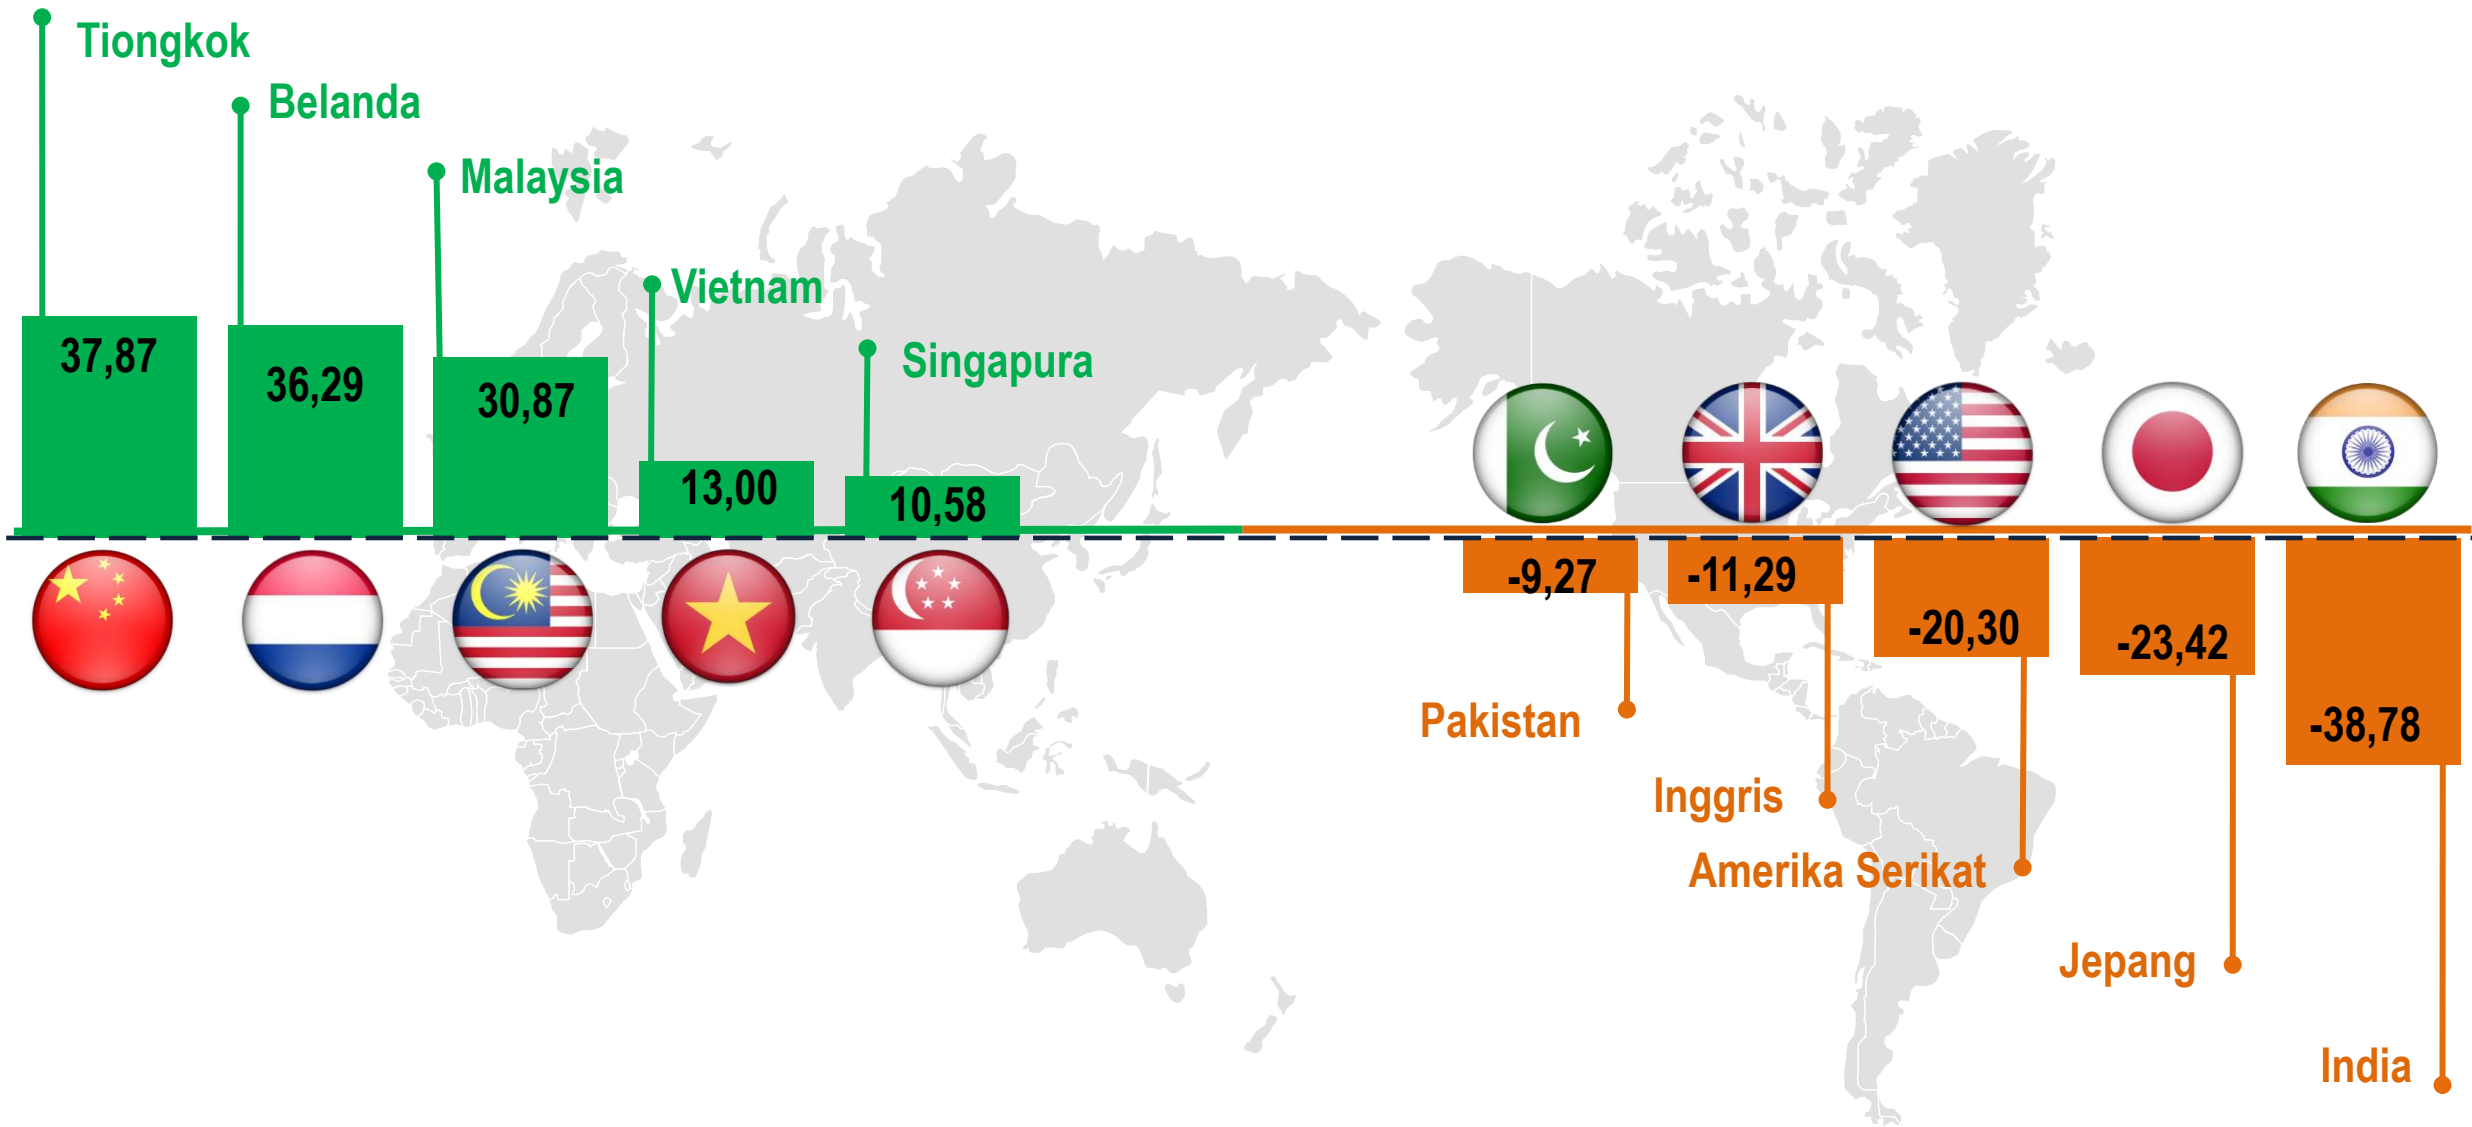 Tiongkok
Belanda
Malaysia
Vietnam
Singapura
37,87
36,29
30,87
13,00
10,58
-9,27
-11,29
-20,30
-23,42
-38,78
Pakistan
Inggris
Amerika Serikat
Jepang
India